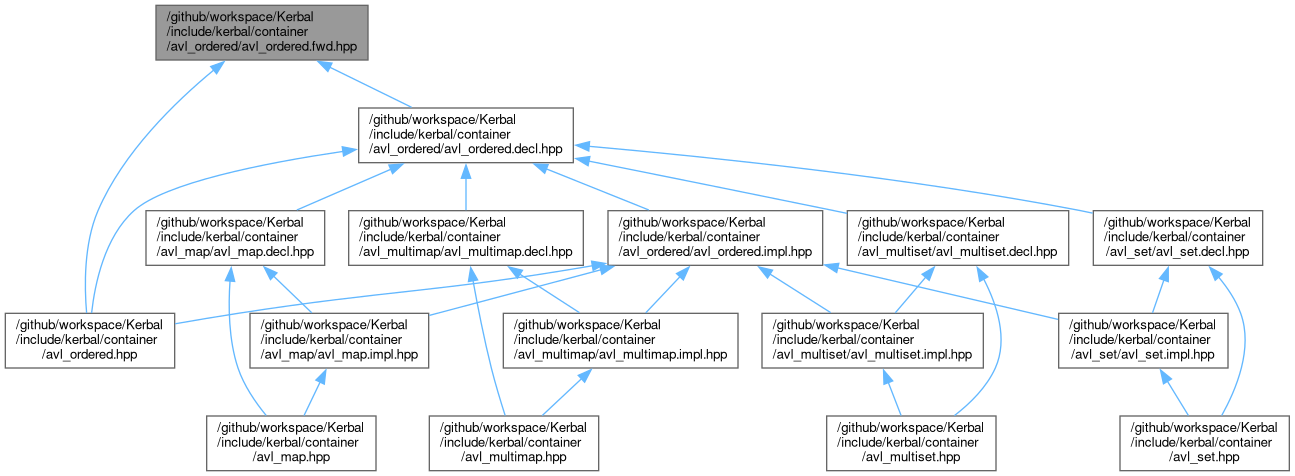 /github/workspace/Kerbal
/include/kerbal/container
/avl_ordered/avl_ordered.fwd.hpp
/github/workspace/Kerbal
/include/kerbal/container
/avl_ordered/avl_ordered.decl.hpp
/github/workspace/Kerbal
/include/kerbal/container
/avl_map/avl_map.decl.hpp
/github/workspace/Kerbal
/include/kerbal/container
/avl_multimap/avl_multimap.decl.hpp
/github/workspace/Kerbal
/include/kerbal/container
/avl_ordered/avl_ordered.impl.hpp
/github/workspace/Kerbal
/include/kerbal/container
/avl_multiset/avl_multiset.decl.hpp
/github/workspace/Kerbal
/include/kerbal/container
/avl_set/avl_set.decl.hpp
/github/workspace/Kerbal
/include/kerbal/container
/avl_ordered.hpp
/github/workspace/Kerbal
/include/kerbal/container
/avl_map/avl_map.impl.hpp
/github/workspace/Kerbal
/include/kerbal/container
/avl_multimap/avl_multimap.impl.hpp
/github/workspace/Kerbal
/include/kerbal/container
/avl_multiset/avl_multiset.impl.hpp
/github/workspace/Kerbal
/include/kerbal/container
/avl_set/avl_set.impl.hpp
/github/workspace/Kerbal
/include/kerbal/container
/avl_map.hpp
/github/workspace/Kerbal
/include/kerbal/container
/avl_multimap.hpp
/github/workspace/Kerbal
/include/kerbal/container
/avl_multiset.hpp
/github/workspace/Kerbal
/include/kerbal/container
/avl_set.hpp